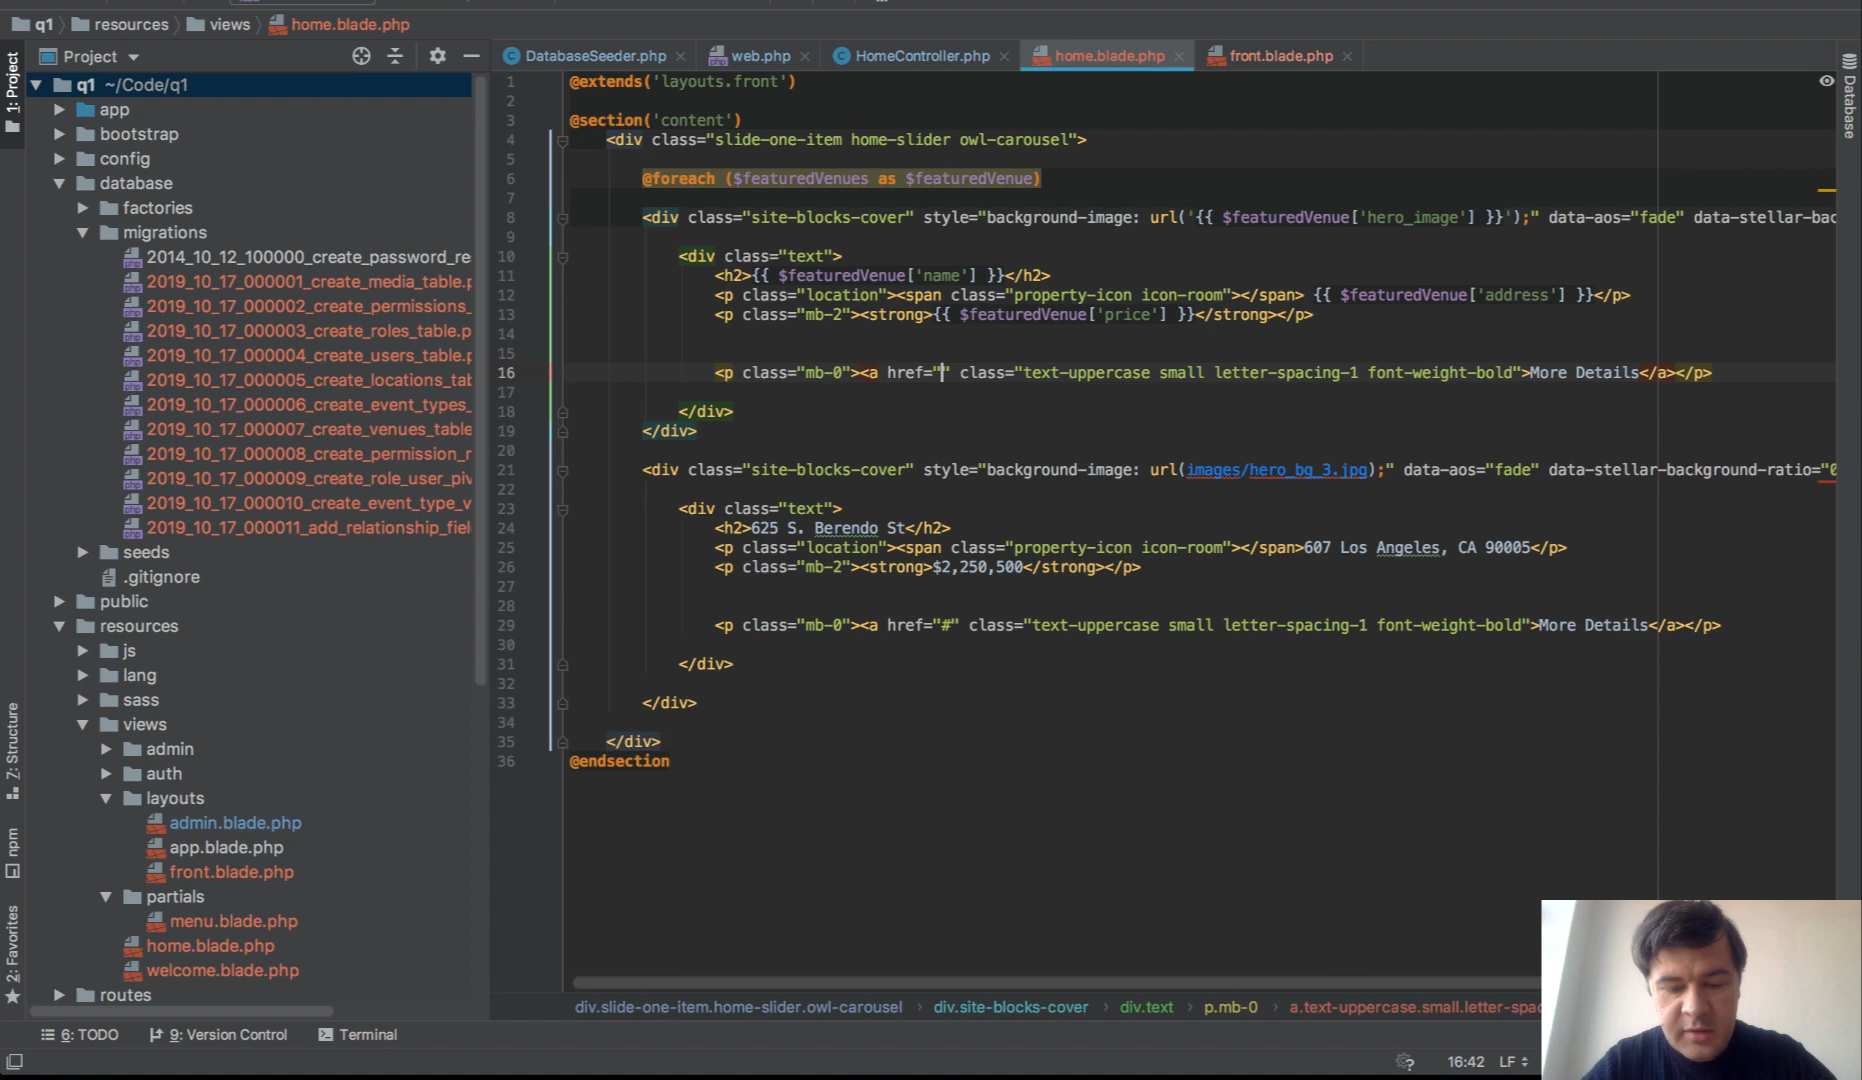 q1 resources views home.blade.php
Project
DatabaseSeeder.php web.php HomeController.php home.blade.php front.blade.php
1: Project
7: Structure
npm
2: Favorites
Database
q1 ~/Code/q1
app
bootstrap
config
database
factories
migrations
2014_10_12_100000_create_password_re
2019_10_17_000001_create_media_table.p
2019_10_17_000002_create_permissions_
2019_10_17_000003_create_roles_table.p
2019_10_17_000004_create_users_table.p
2019_10_17_000005_create_locations_tab
2019_10_17_000006_create_event_types_
2019_10_17_000007_create_venues_table
2019_10_17_000008_create_permission_r
2019_10_17_000009_create_role_user_piv
2019_10_17_000010_create_event_type_v
2019_10_17_000011_add_relationship_fiel
seeds
.gitignore
public
resources
js
lang
sass
views
admin
auth
layouts
admin.blade.php
app.blade.php
front.blade.php
partials
menu.blade.php
home.blade.php
welcome.blade.php
routes
1 @extends('layouts.front')
2
3 @section('content')
4 <div class="slide-one-item home-slider owl-carousel">
5
6 @foreach ($featuredVenues as $featuredVenue)
7
8 <div class="site-blocks-cover" style="background-image: url('{{ $featuredVenue['hero_image'] }}');" data-aos="fade" data-stellar-bac
9
10 <div class="text">
11 <h2>{{ $featuredVenue['name'] }}</h2>
12 <p class="location"><span class="property-icon icon-room"></span> {{ $featuredVenue['address'] }}</p>
13 <p class="mb-2"><strong>{{ $featuredVenue['price'] }}</strong></p>
14
15
16 <p class="mb-0"><a href="" class="text-uppercase small letter-spacing-1 font-weight-bold">More Details</a></p>
17
18 </div>
19 </div>
20
21 <div class="site-blocks-cover" style="background-image: url(images/hero_bg_3.jpg);" data-aos="fade" data-stellar-background-ratio="0
22
23 <div class="text">
24 <h2>625 S. Berendo St</h2>
25 <p class="location"><span class="property-icon icon-room"></span>607 Los Angeles, CA 90005</p>
26 <p class="mb-2"><strong>$2,250,500</strong></p>
27
28
29 <p class="mb-0"><a href="#" class="text-uppercase small letter-spacing-1 font-weight-bold">More Details</a></p>
30
31 </div>
32
33 </div>
34
35 </div>
36 @endsection
div.slide-one-item.home-slider.owl-carousel div.site-blocks-cover div.text p.mb-0 a.text-uppercase.small.letter-spac
6: TODO 9: Version Control Terminal
16:42 LF